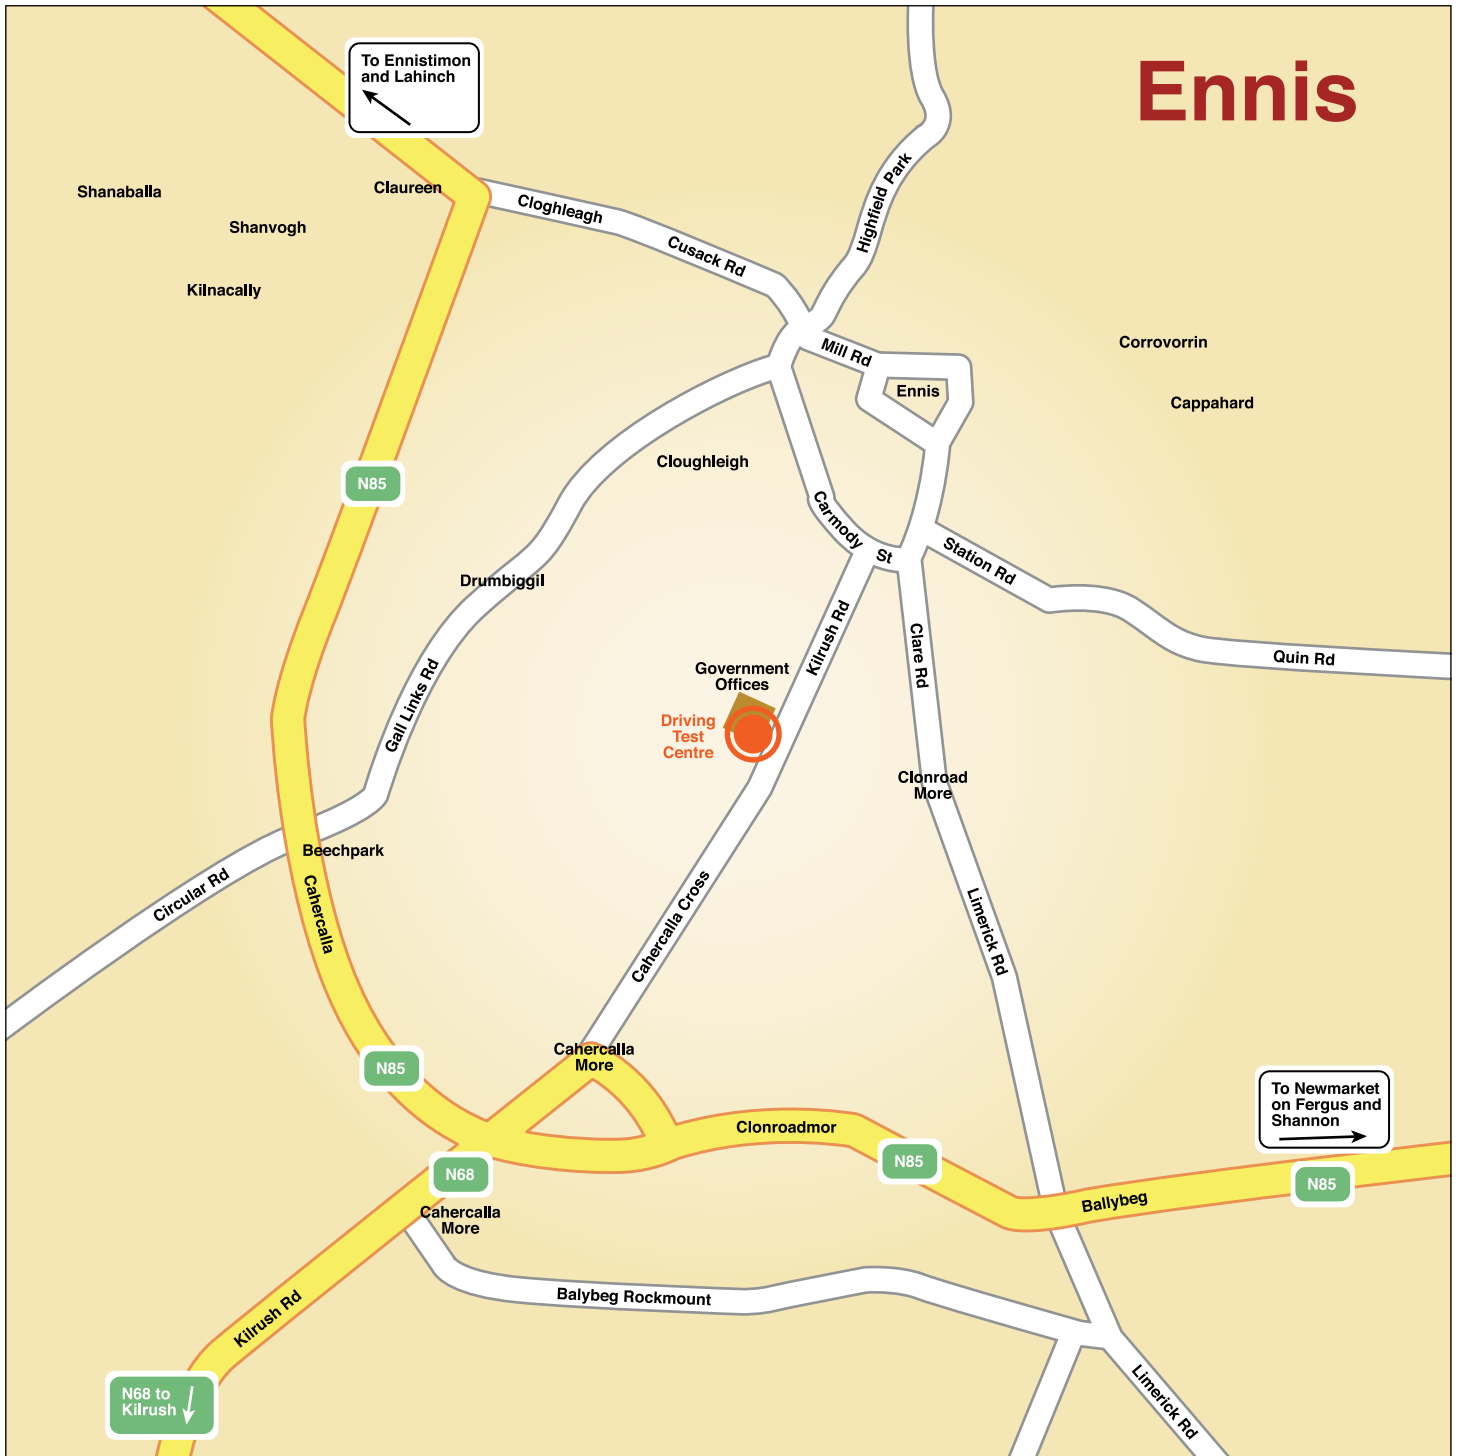 Ennis
To Ennistimon
and Lahinch
Shanaballa
Claureen
Shanvogh
Kilnacally
Cloghleagh
Cusack Rd
Highfield Park
Mill Rd
Ennis
Corrovorrin
Cappahard
Cloughleigh
N85
Carmody St
Station Rd
Drumbiggil
Kilrush Rd
Clare Rd
Quin Rd
Government
Offices
Driving
Test
Centre
Gall Links Rd
Clonroad
More
Beechpark
Circular Rd
Cahercalla
Cahercalla Cross
Limerick Rd
Cahercalla
More
N85
To Newmarket
on Fergus and
Shannon
Clonroadmor
N85
N68
N85
Ballybeg
Cahercalla
More
Balybeg Rockmount
Kilrush Rd
N68 to
Kilrush
Limerick Rd